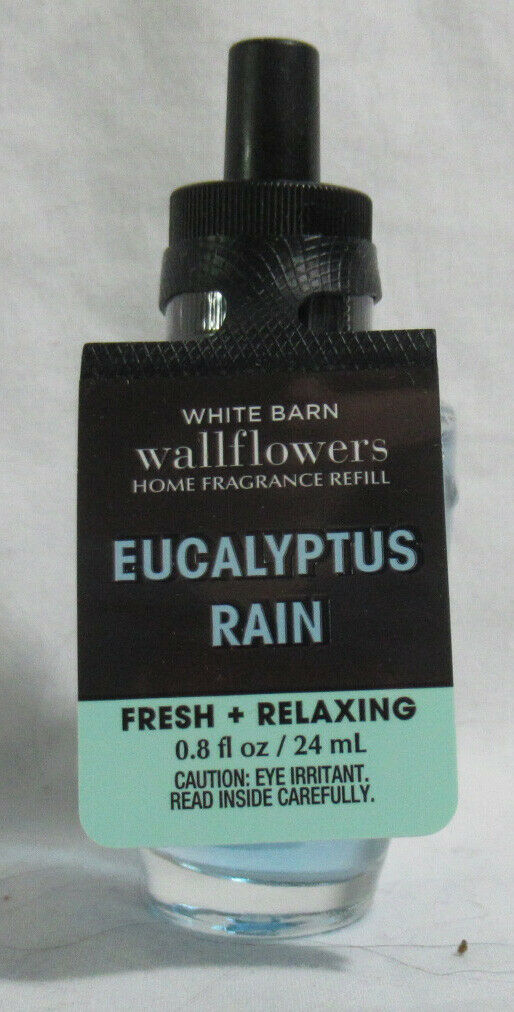 WHITE BARN
wallflowers
HOME FRAGRANCE REFILL
EUCALYPTUS
RAIN
FRESH + RELAXING
0.8 fl oz / 24 mL
CAUTION: EYE IRRITANT.
READ INSIDE CAREFULLY.